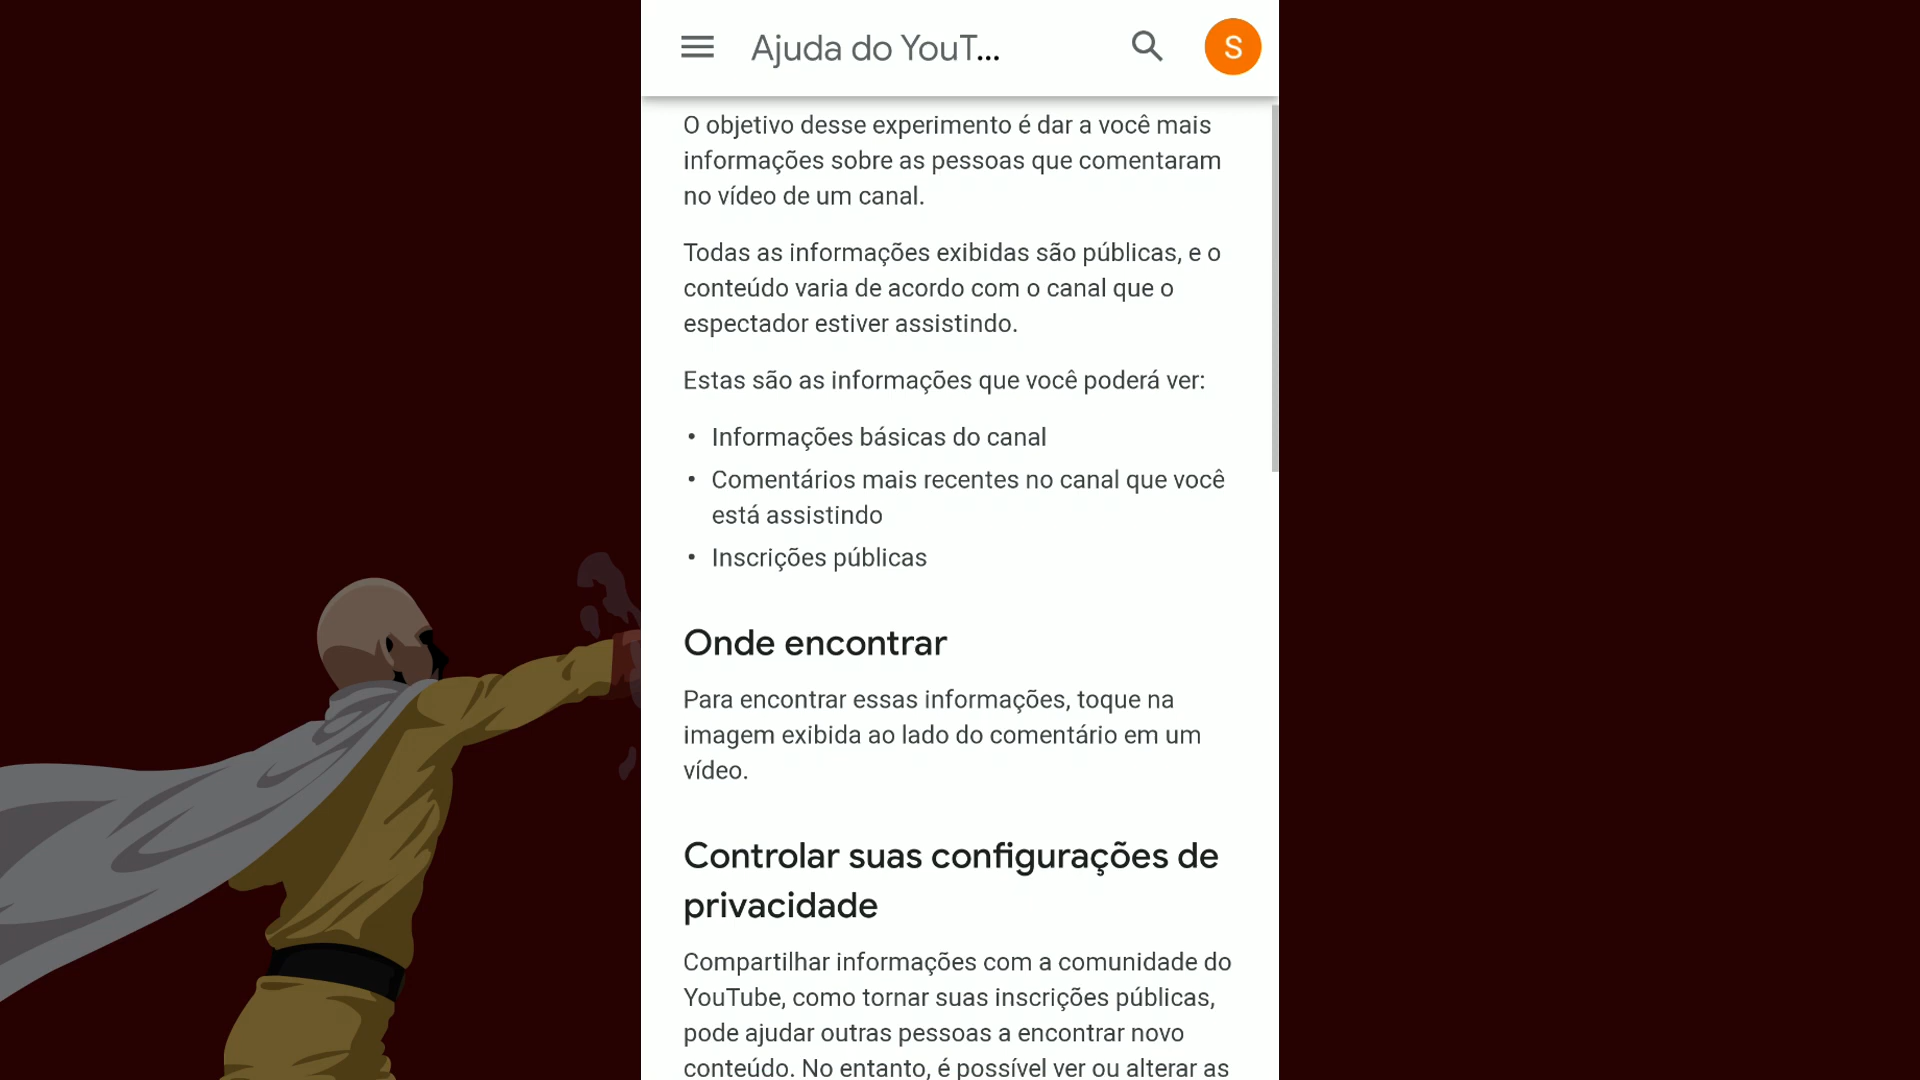 Ajuda do YouT...
S
O objetivo desse experimento é dar a você mais
informações sobre as pessoas que comentaram
no vídeo de um canal.
Todas as informações exibidas são públicas, e o
conteúdo varia de acordo com o canal que o
espectador estiver assistindo.
Estas são as informações que você poderá ver:
• Informações básicas do canal
• Comentários mais recentes no canal que você
está assistindo
• Inscrições públicas
Onde encontrar
Para encontrar essas informações, toque na
imagem exibida ao lado do comentário em um
vídeo.
Controlar suas configurações de
privacidade
Compartilhar informações com a comunidade do
YouTube, como tornar suas inscrições públicas,
pode ajudar outras pessoas a encontrar novo
conteúdo. No entanto, é possível ver ou alterar as